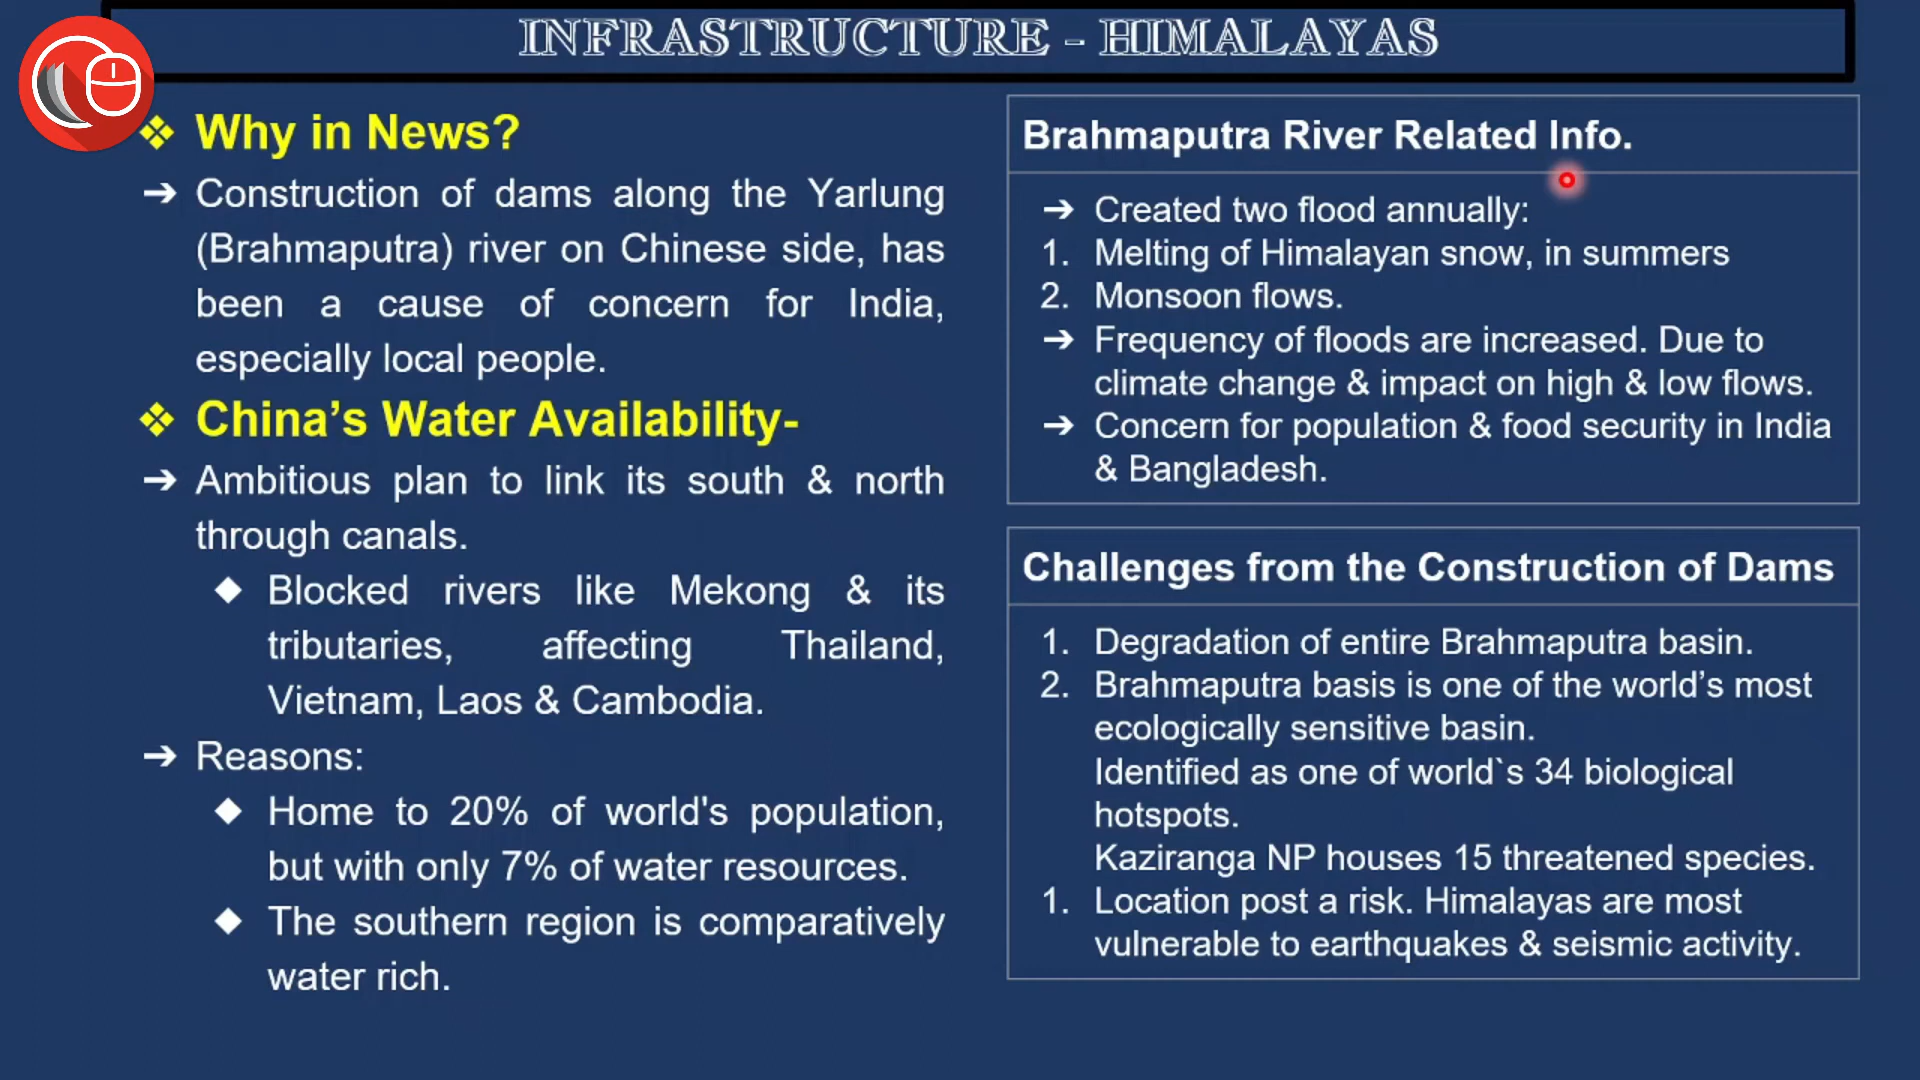 INFRASTRUCTURE - HIMALAYAS
❖ Why in News?
➔ Construction of dams along the Yarlung
(Brahmaputra) river on Chinese side, has
been a cause of concern for India,
especially local people.
❖ China’s Water Availability-
➔ Ambitious plan to link its south & north
through canals.
◆ Blocked rivers like Mekong & its
tributaries, affecting Thailand,
Vietnam, Laos & Cambodia.
➔ Reasons:
◆ Home to 20% of world's population,
but with only 7% of water resources.
◆ The southern region is comparatively
water rich.
Brahmaputra River Related Info.
➔ Created two flood annually:
1. Melting of Himalayan snow, in summers
2. Monsoon flows.
➔ Frequency of floods are increased. Due to
climate change & impact on high & low flows.
➔ Concern for population & food security in India
& Bangladesh.
Challenges from the Construction of Dams
1. Degradation of entire Brahmaputra basin.
2. Brahmaputra basis is one of the world’s most
ecologically sensitive basin.
Identified as one of world`s 34 biological
hotspots.
Kaziranga NP houses 15 threatened species.
1. Location post a risk. Himalayas are most
vulnerable to earthquakes & seismic activity.